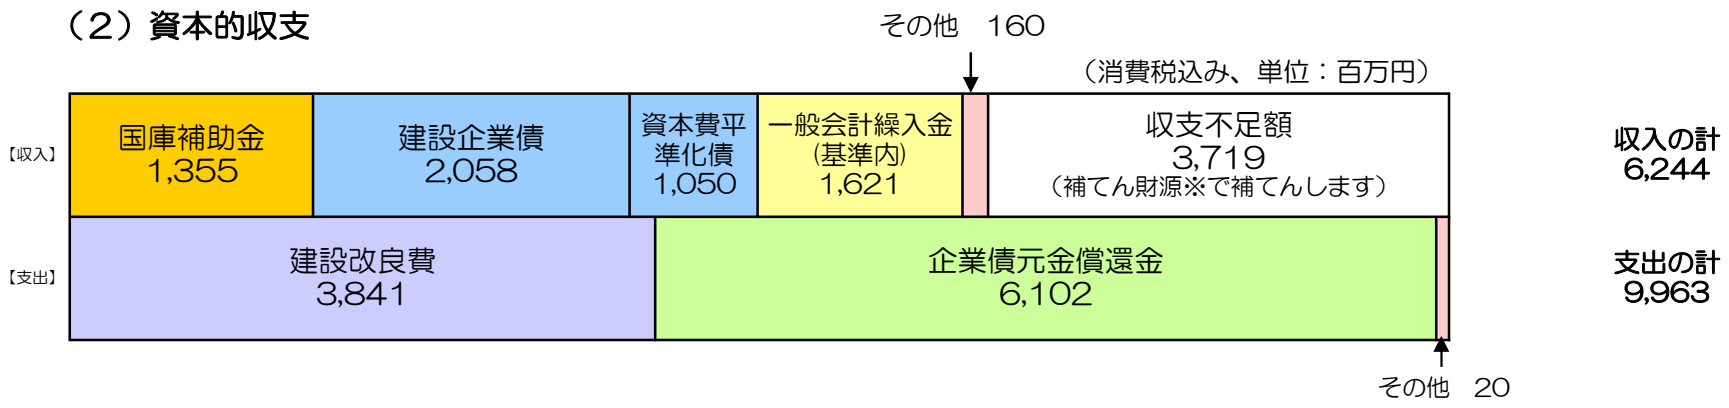 （２）資本的収支
その他　160
（消費税込み、単位：百万円）
【収入】
国庫補助金
1,355
建設企業債
2,058
資本費平
準化債
1,050
一般会計繰入金
(基準内)
1,621
収支不足額
3,719
（補てん財源※で補てんします）
収入の計
6,244
【支出】
建設改良費
3,841
企業債元金償還金
6,102
支出の計
9,963
その他　20